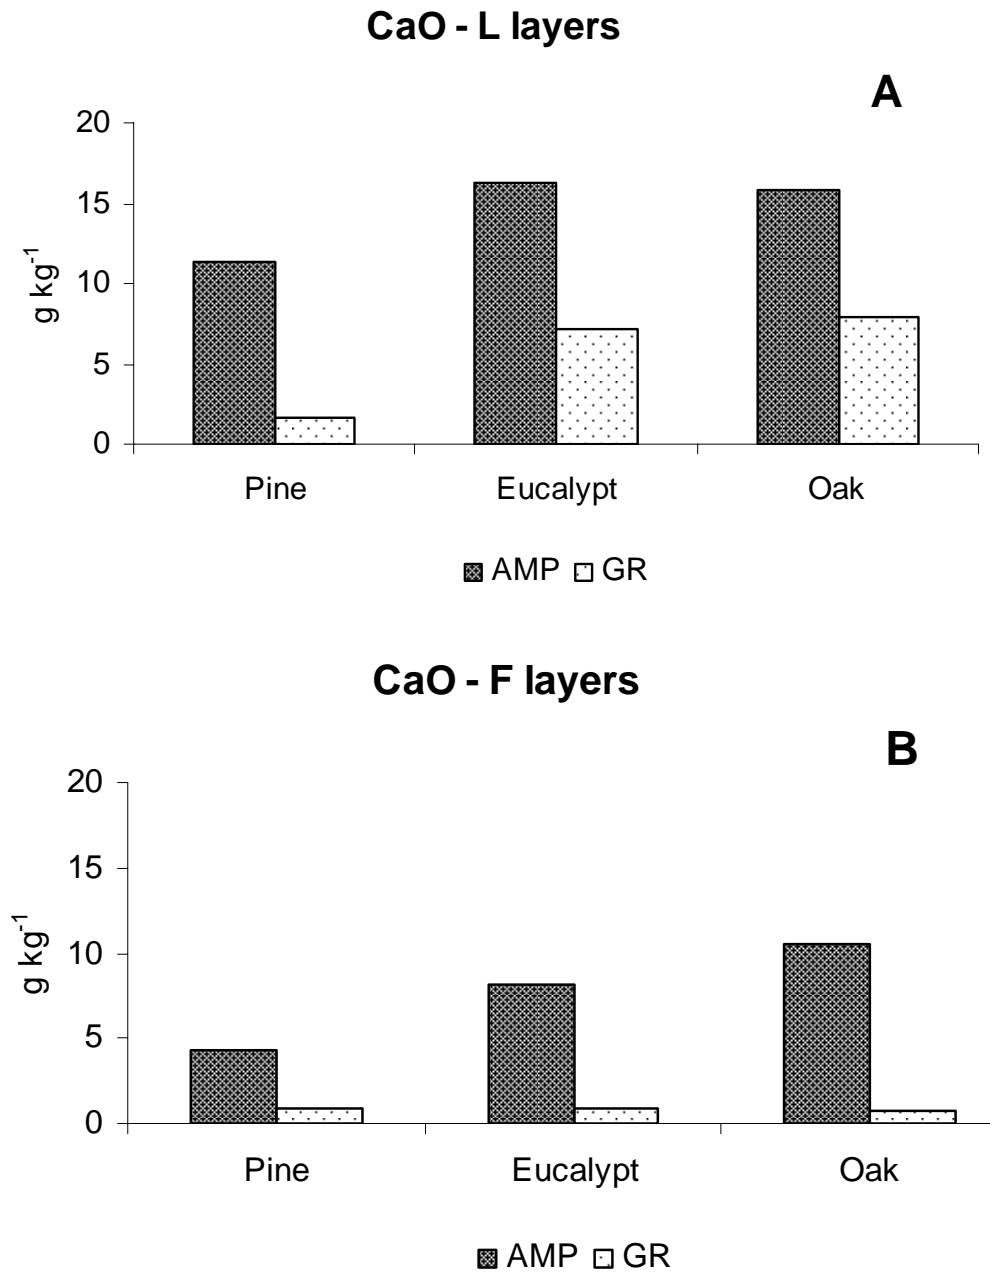 CaO - L layers
A
20
15
10
5
0
g kg-1
Pine Eucalypt Oak
AMP GR
CaO - F layers
B
20
15
10
5
0
g kg-1
Pine Eucalypt Oak
AMP GR